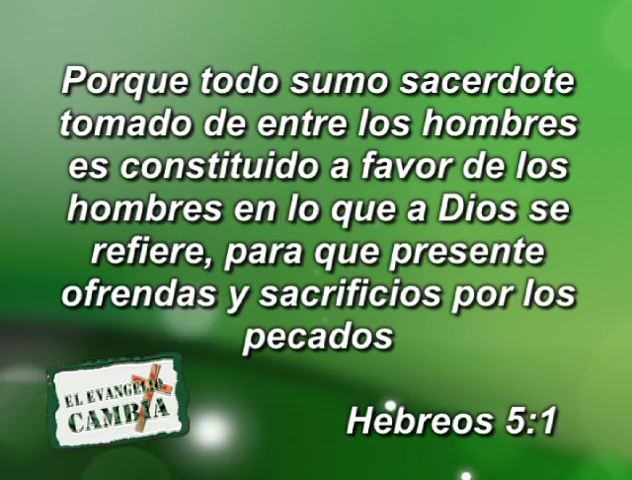 Porque todo sumo sacerdote
tomado de entre los hombres
es constituido a favor de los
hombres en lo que a Dios se
refiere, para que presente
ofrendas y sacrificios por los
pecados
EL EVANGELIO
CAMBIA
Hebreos 5:1